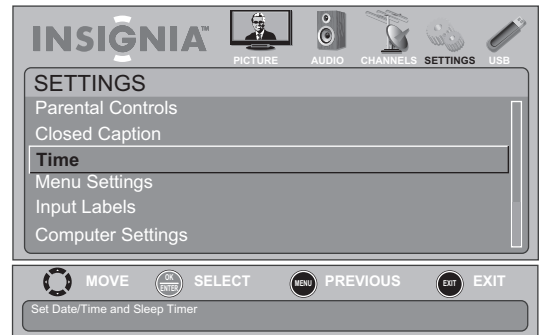 INSIGNIA™
PICTURE AUDIO CHANNELS SETTINGS USB
SETTINGS
Parental Controls
Closed Caption
Time
Menu Settings
Input Labels
Computer Settings
MOVE OK ENTER SELECT MENU PREVIOUS EXIT EXIT
Set Date/Time and Sleep Timer